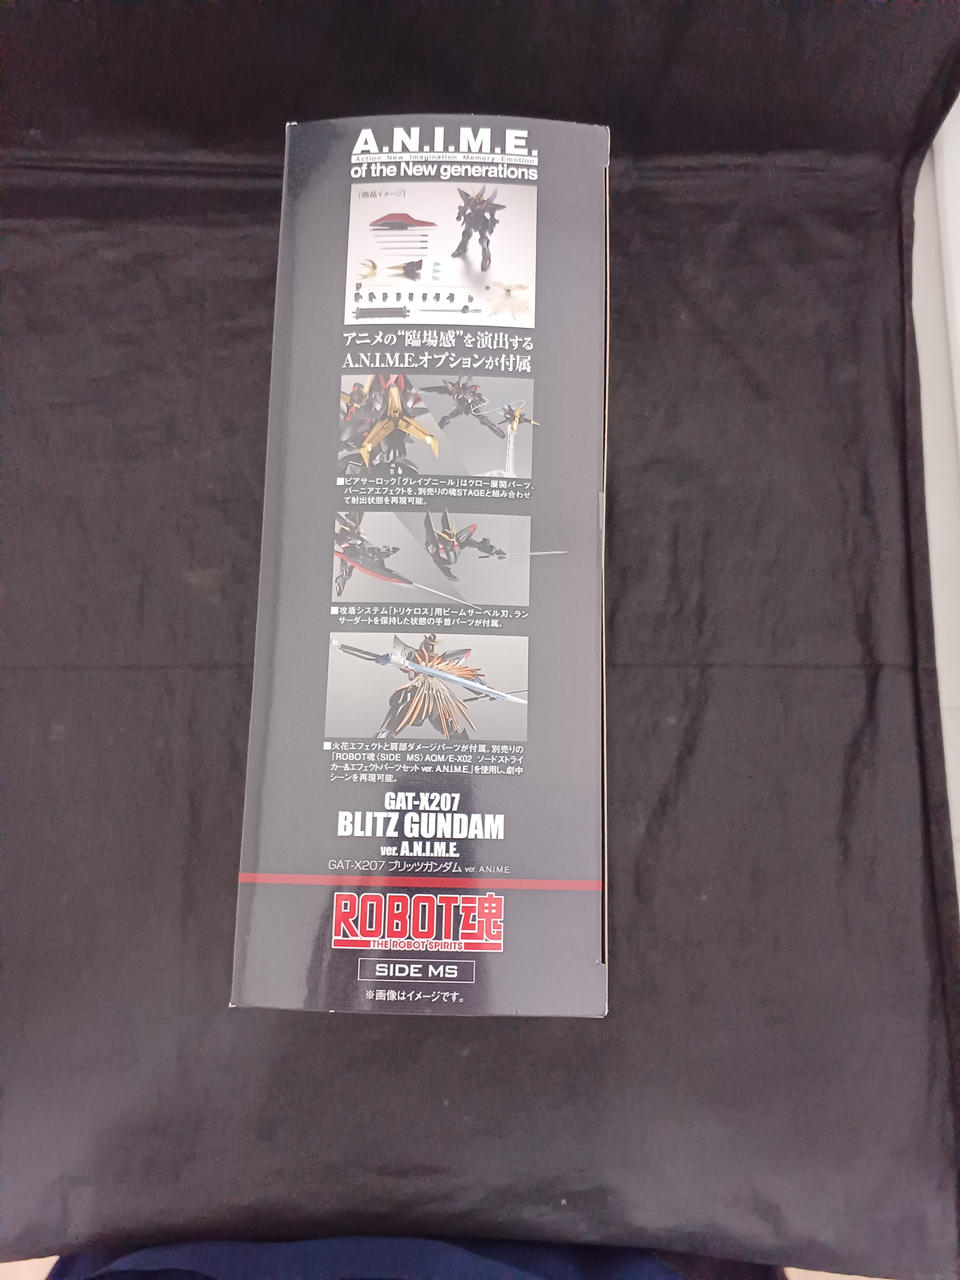 A.N.I.M.E.
Action New Imagination Memory Emotion
of the New generations
[商品イメージ]
アニメの“臨場感”を演出する
A.N.I.M.E.オプションが付属
■ピアサーロック「グレイプニール」はクロー展開パーツ、
バーニアエフェクトを、別売りの魂STAGEと組み合わせ
て射出状態を再現可能。
■攻盾システム「トリケロス」用ビームサーベル刃、ラン
サーダートを保持した状態の手首パーツが付属。
■火花エフェクトと肩部ダメージパーツが付属。別売りの
「ROBOT魂〈SIDE MS〉AQM/E-X02 ソードストライ
カー&エフェクトパーツセット ver. A.N.I.M.E.」を使用し、劇中
シーンを再現可能。
GAT-X207
BLITZ GUNDAM
ver. A.N.I.M.E.
GAT-X207 ブリッツガンダム ver. A.N.I.M.E.
ROBOT魂
THE ROBOT SPIRITS
SIDE MS
※画像はイメージです。